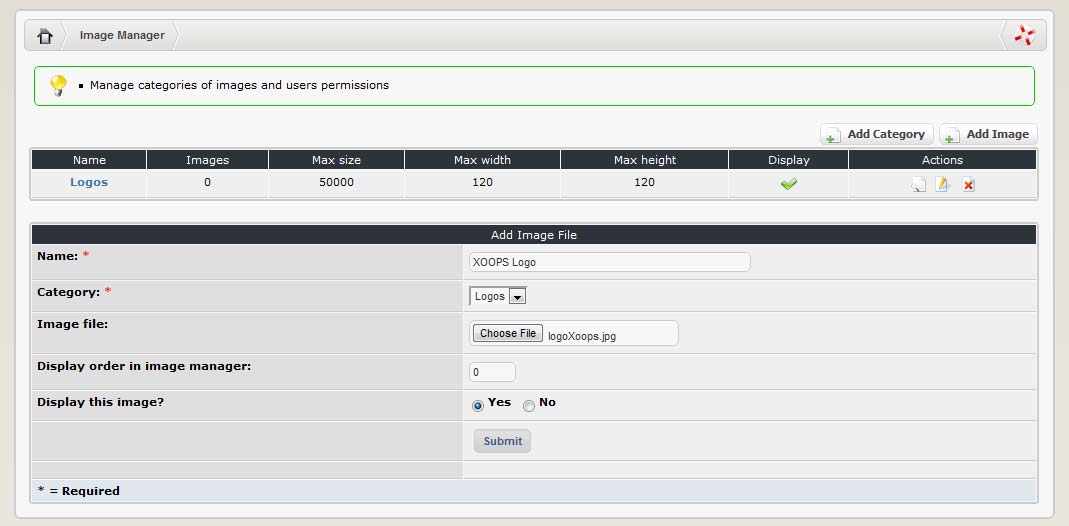 Image Manager
Manage categories of images and users permissions
Add Category Add Image
Name Images Max size Max width Max height Display Actions
Logos 0 50000 120 120
Add Image File
Name: * XOOPS Logo
Category: * Logos
Image file: Choose File logoXoops.jpg
Display order in image manager: 0
Display this image? Yes No
Submit
* = Required